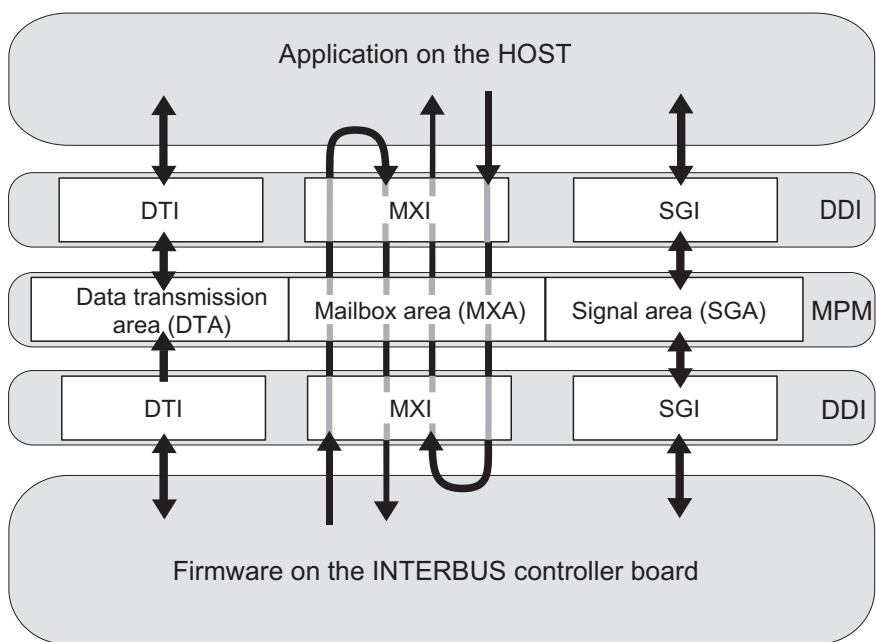 Application on the HOST
DTI
MXI
SGI
DDI
Data transmission
area (DTA)
Mailbox area (MXA)
Signal area (SGA)
MPM
DTI
MXI
SGI
DDI
Firmware on the INTERBUS controller board